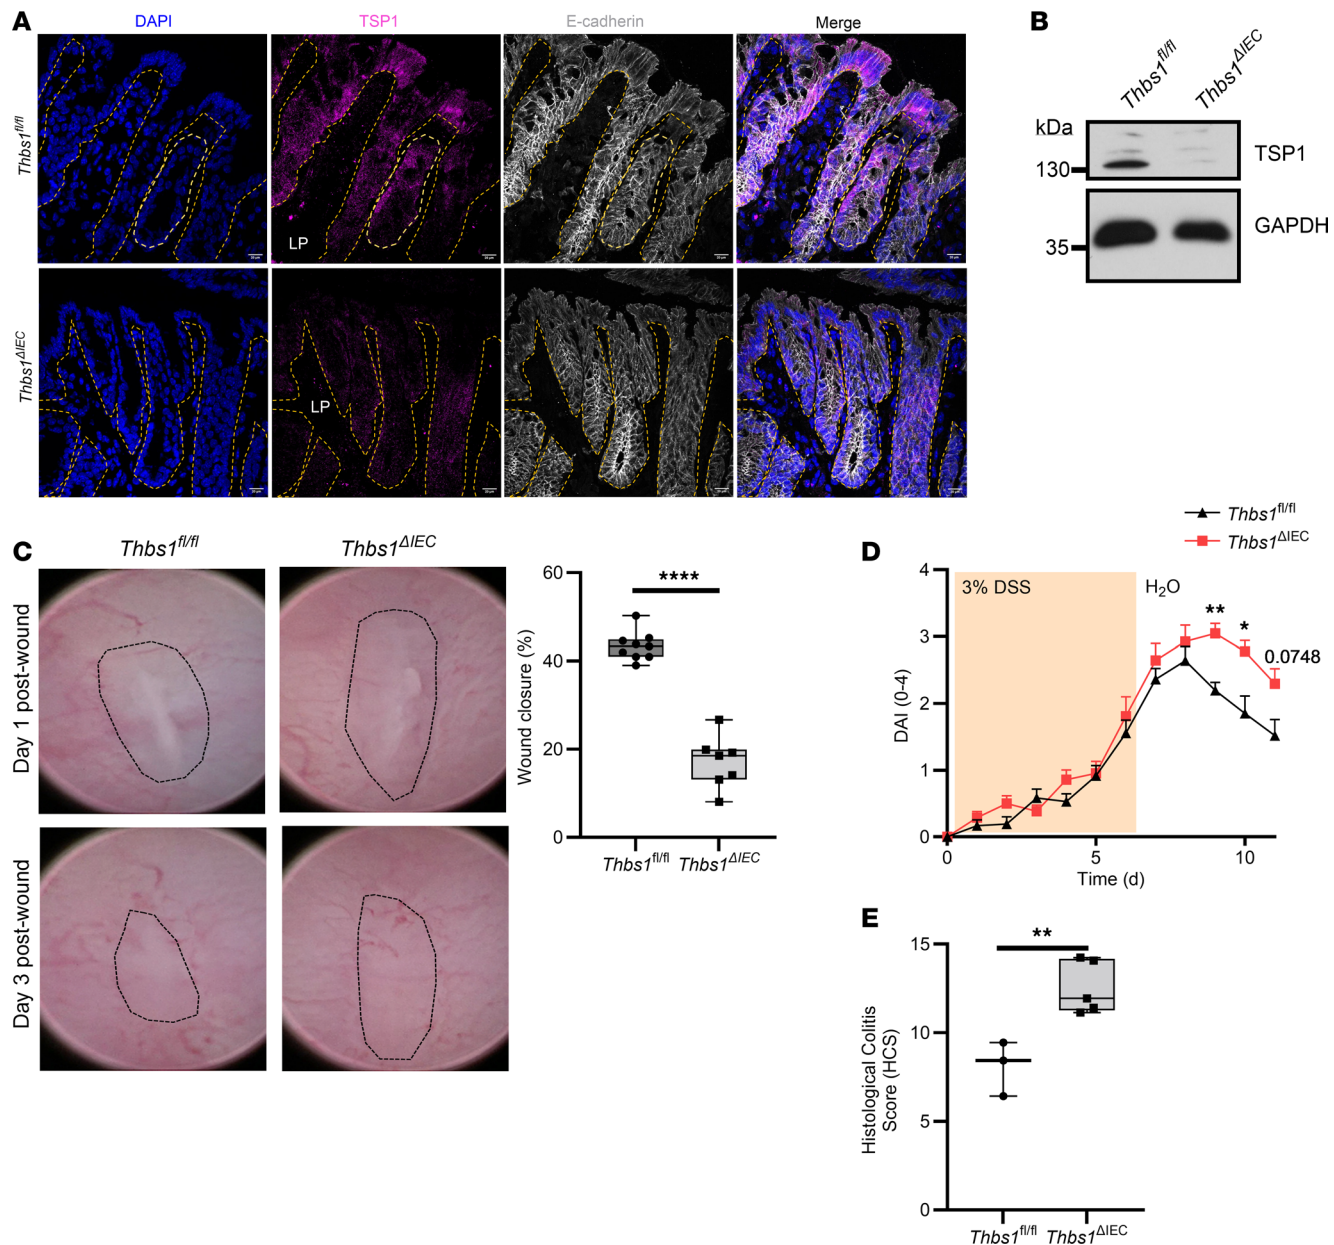 A
DAPI
TSP1
E-cadherin
Merge
Thbs1fl/fl
LP
Thbs1ΔIEC
LP
B
Thbs1fl/fl
Thbs1ΔIEC
kDa
130
TSP1
35
GAPDH
C
Thbs1fl/fl
Thbs1ΔIEC
Day 1 post-wound
Day 3 post-wound
Wound closure (%)
60
40
20
0
****
Thbs1fl/fl
Thbs1ΔIEC
D
Thbs1fl/fl
Thbs1ΔIEC
DAI (0-4)
4
3
2
1
0
3% DSS
H2O
**
*
0.0748
0
5
10
Time (d)
E
Histological Colitis
Score (HCS)
15
10
5
0
**
Thbs1fl/fl
Thbs1ΔIEC